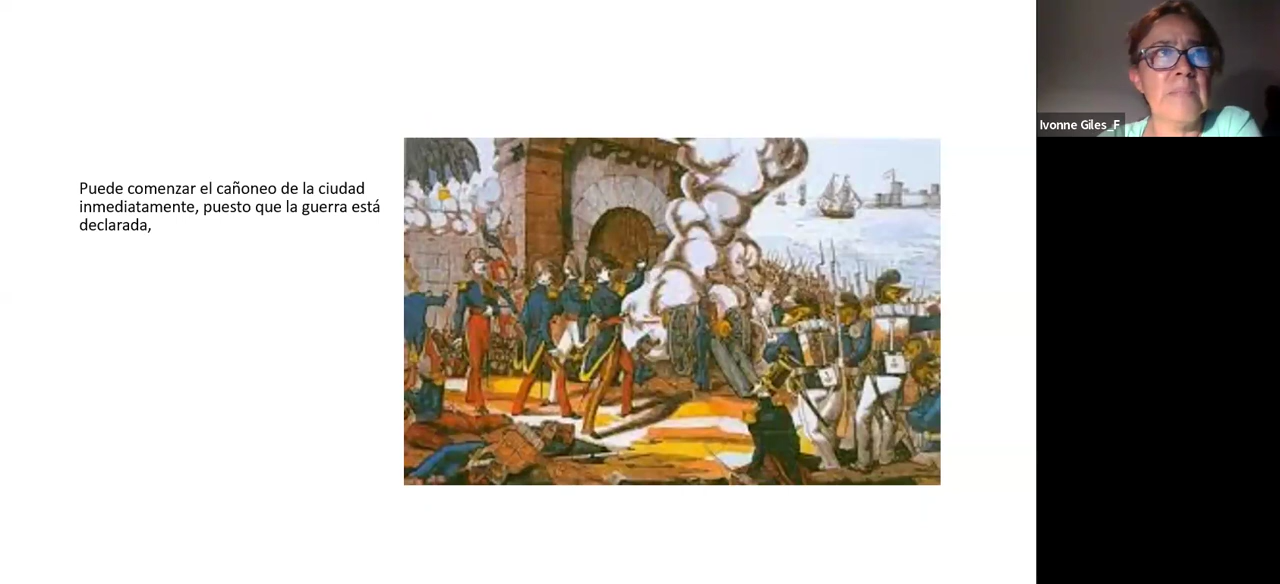 Puede comenzar el cañoneo de la ciudad
inmediatamente, puesto que la guerra está
declarada,
Ivonne Giles_F